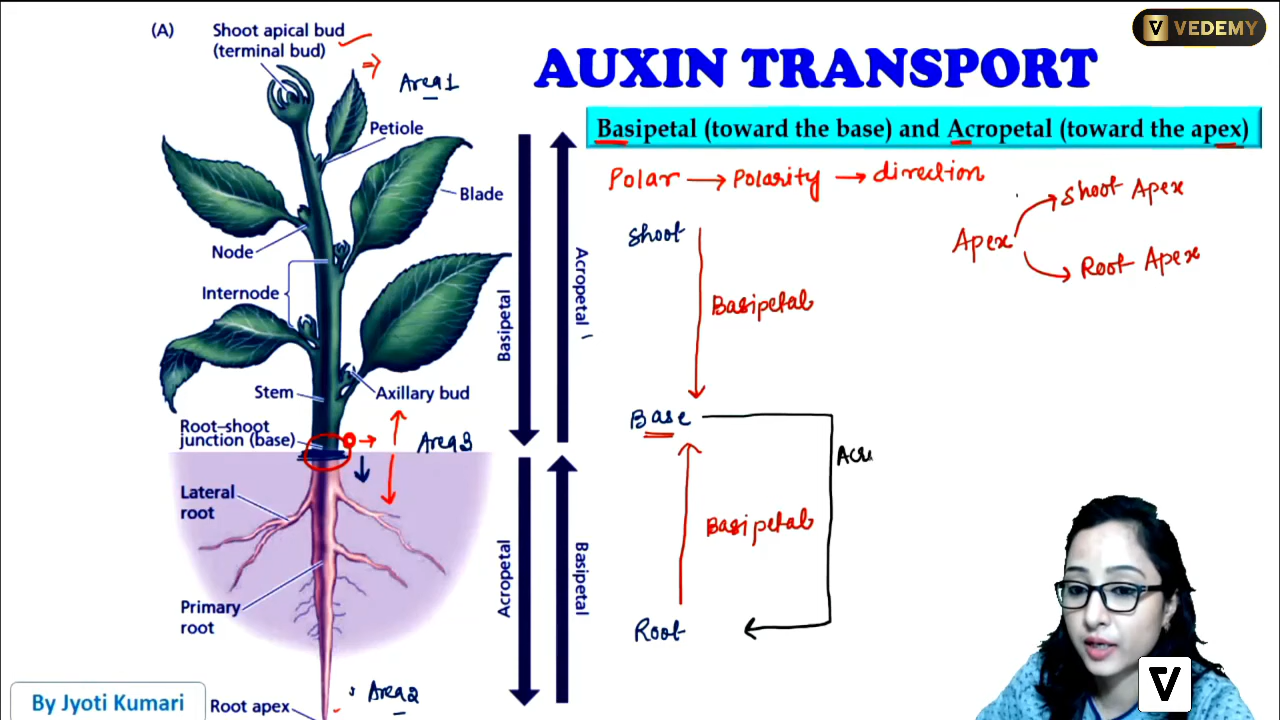 (A)
Shoot apical bud
(terminal bud)
Area 1
Petiole
Blade
Node
Internode
Stem
Axillary bud
Root–shoot
junction (base)
Area 3
Lateral
root
Primary
root
Root apex
Area 2
By Jyoti Kumari
Basipetal
Acropetal
Acropetal
Basipetal
VEDEMY
AUXIN TRANSPORT
Basipetal (toward the base) and Acropetal (toward the apex)
Polar → Polarity → direction
Shoot
Basipetal
Base
Basipetal
Root
Acr
Apex
Shoot Apex
Root Apex